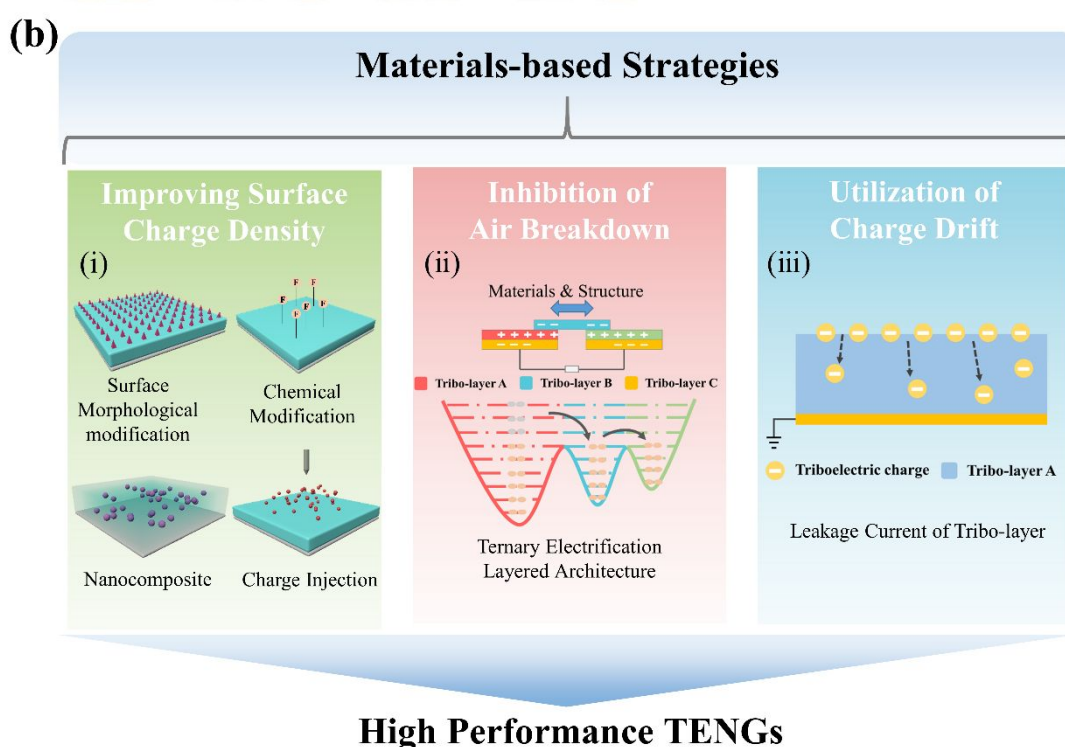 (b)
Materials-based Strategies
Improving Surface
Charge Density
(i)
F
F
F
F
F
F
Surface
Morphological
modification
Chemical
Modification
Nanocomposite
Charge Injection
Inhibition of
Air Breakdown
(ii)
Materials & Structure
Tribo-layer A
Tribo-layer B
Tribo-layer C
Ternary Electrification
Layered Architecture
Utilization of
Charge Drift
(iii)
Triboelectric charge
Tribo-layer A
Leakage Current of Tribo-layer
High Performance TENGs